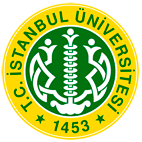 T.C. İSTANBUL ÜNİVERSİTESİ
* 1453 *